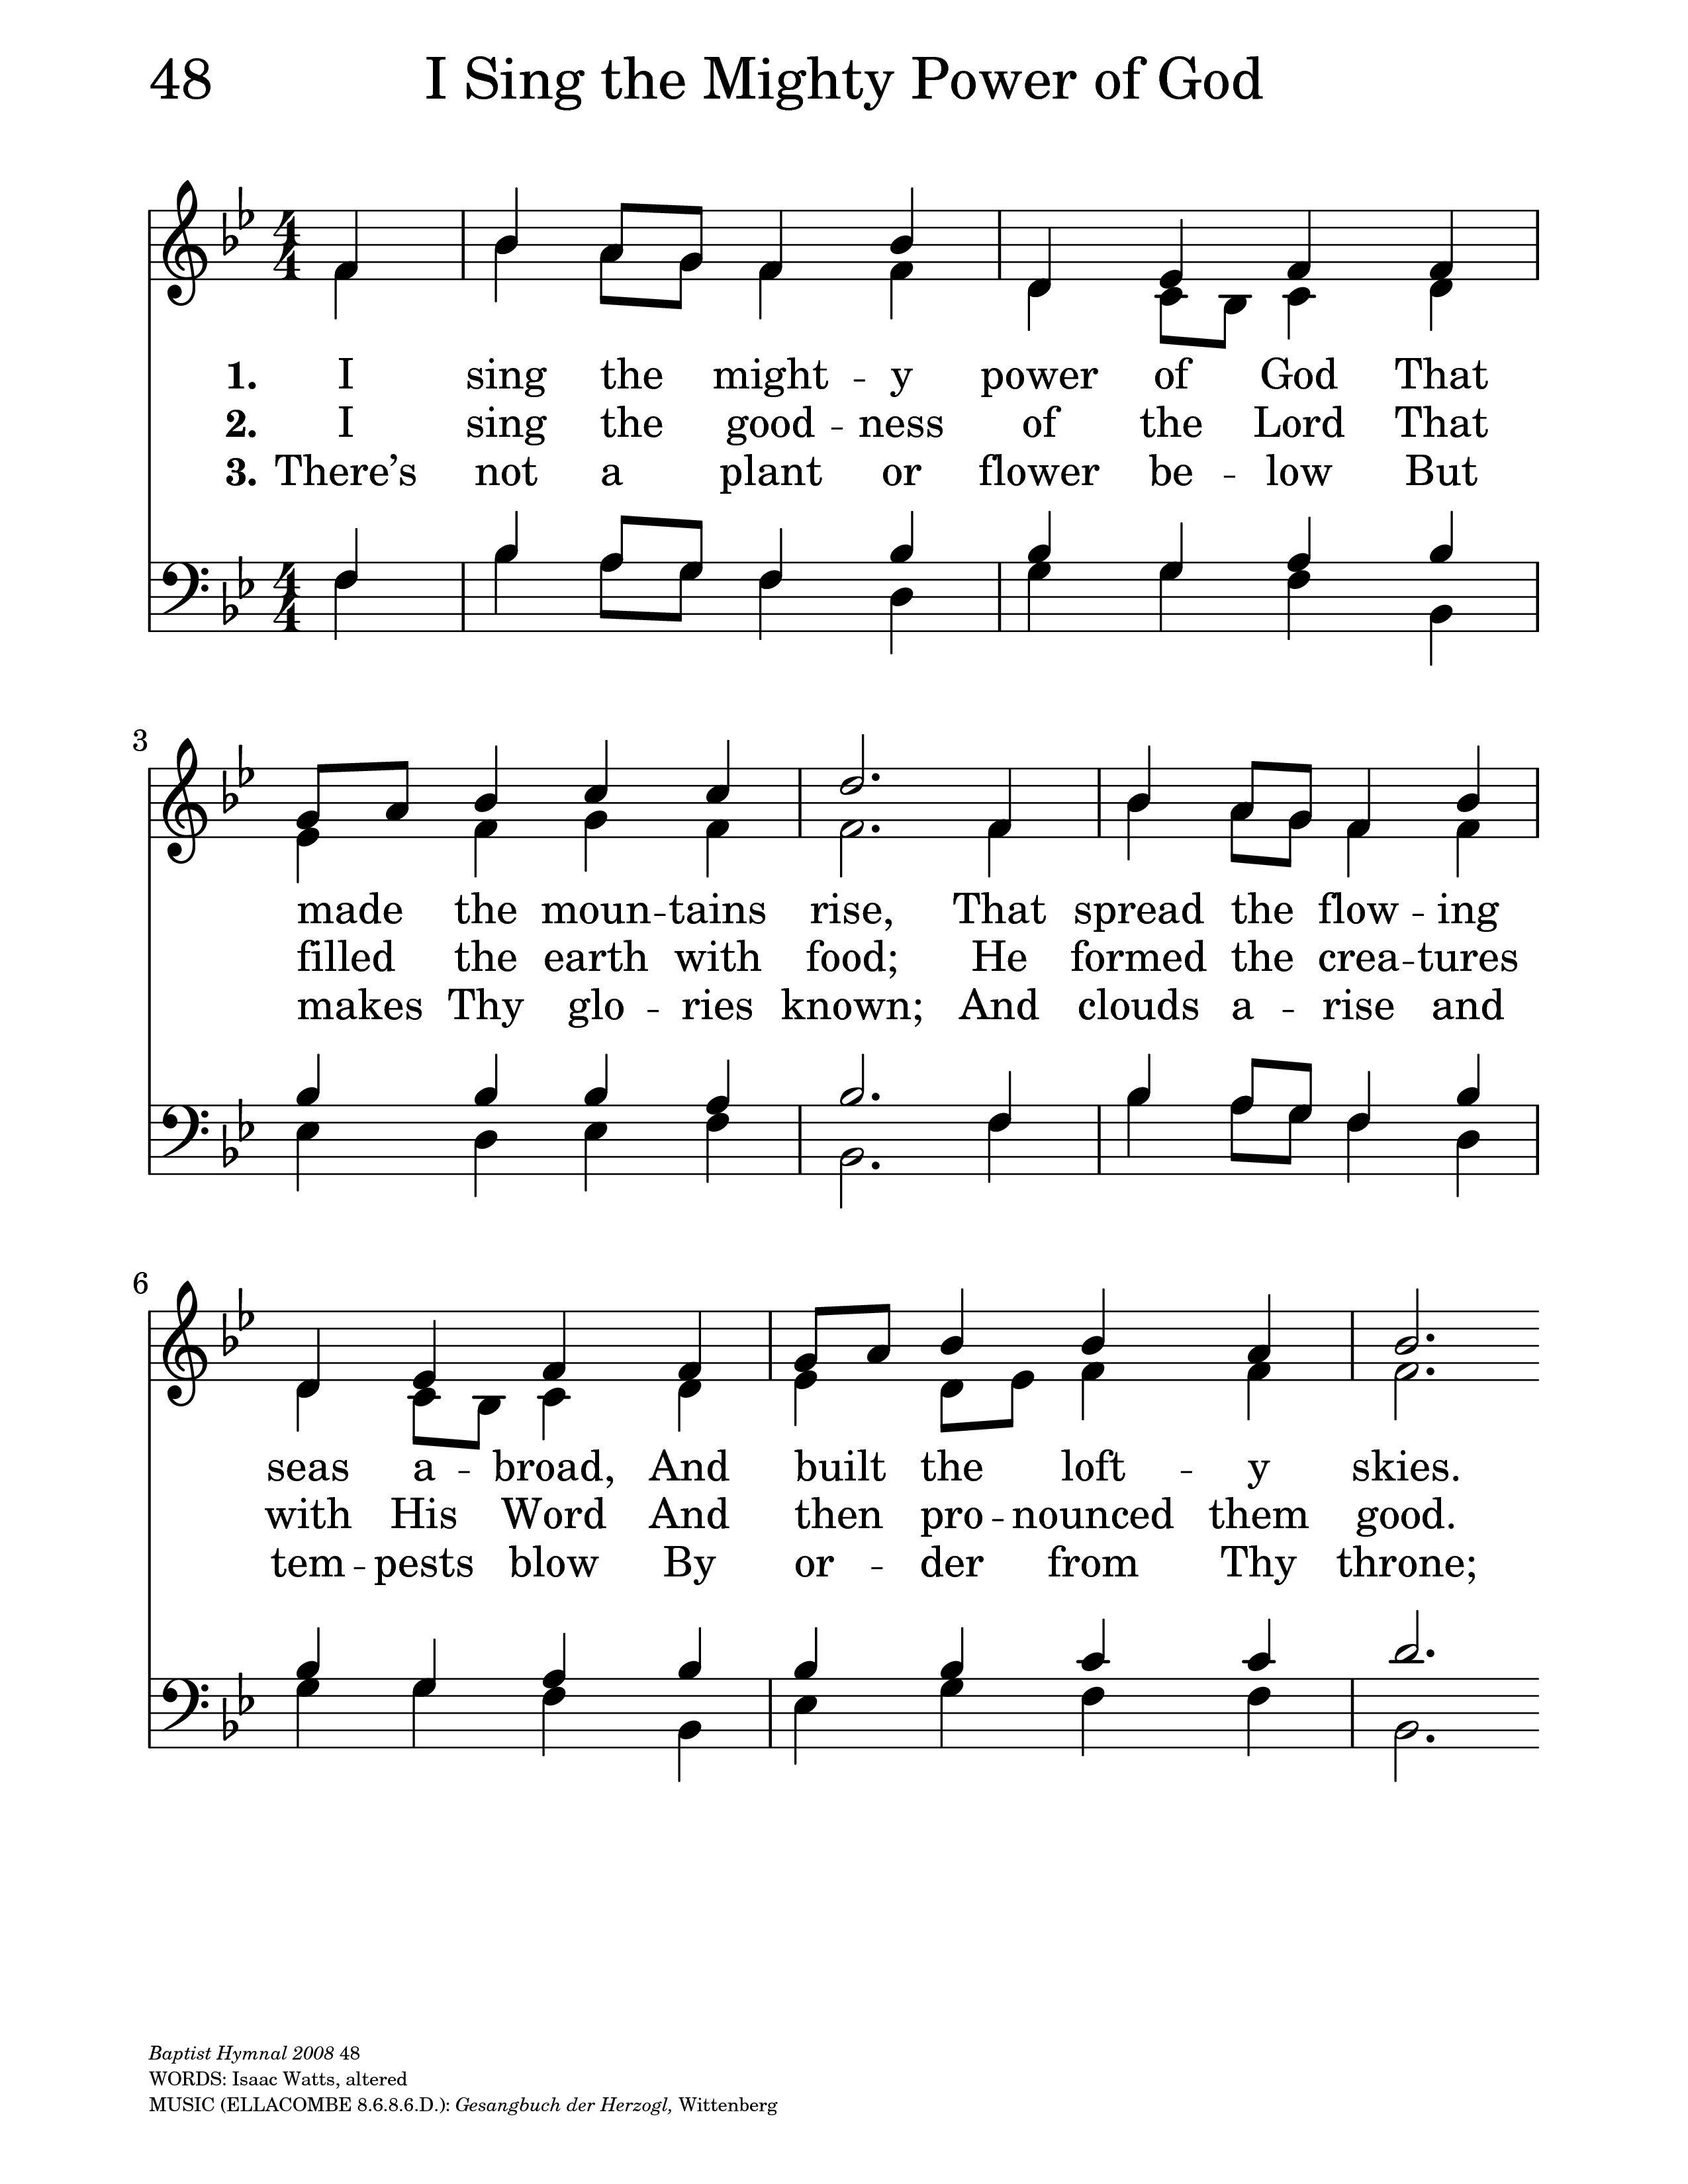 48 I Sing the Mighty Power of God
1. I sing the might - y power of God That
2. I sing the good - ness of the Lord That
3. There’s not a plant or flower be - low But
3
made the moun - tains rise, That spread the flow - ing
filled the earth with food; He formed the crea - tures
makes Thy glo - ries known; And clouds a - rise and
6
seas a - broad, And built the loft - y skies.
with His Word And then pro - nounced them good.
tem - pests blow By or - der from Thy throne;
Baptist Hymnal 2008 48
WORDS: Isaac Watts, altered
MUSIC (ELLACOMBE 8.6.8.6.D.): Gesangbuch der Herzogl, Wittenberg